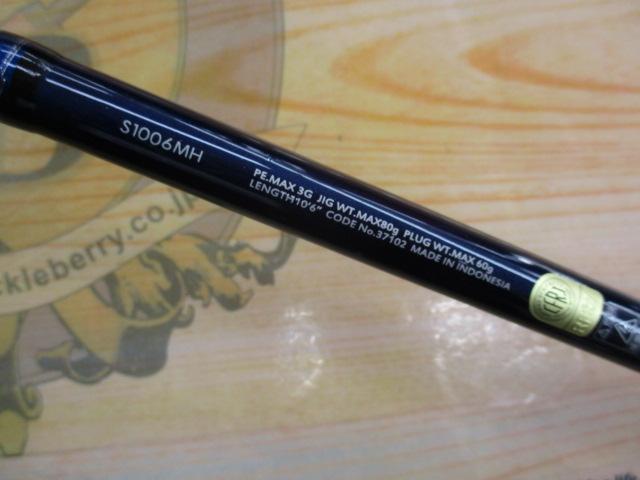 S1006MH
PE.MAX 3G JIG WT.MAX80g PLUG WT.MAX 60g
LENGTH10'6" CODE No.37102 MADE IN INDONESIA
ckleberry.co.jp